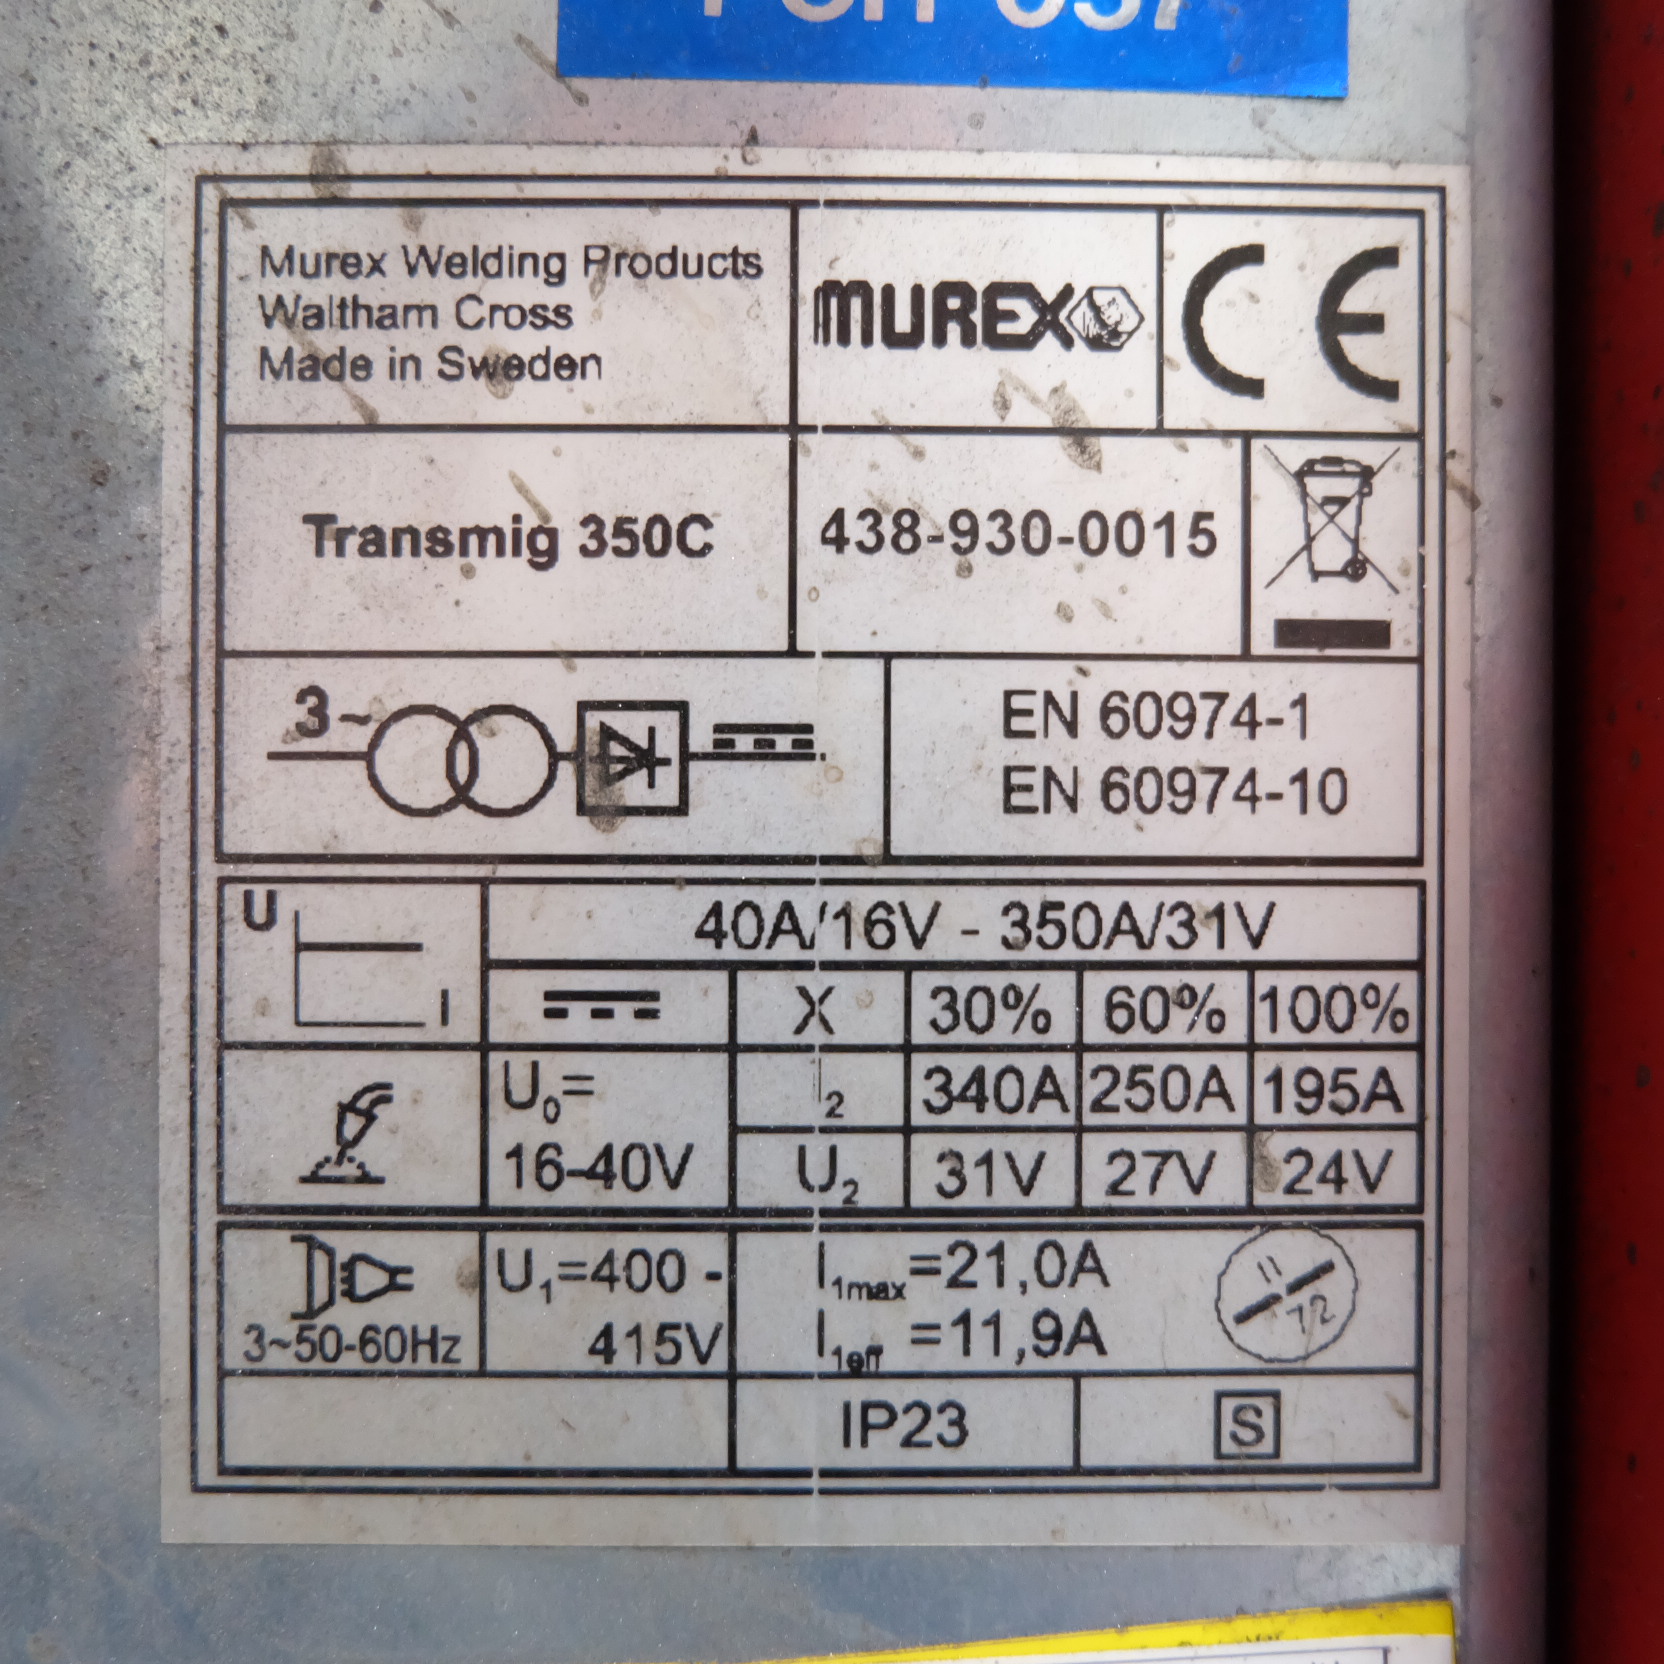 Murex Welding Products
Waltham Cross
Made in Sweden
MUREX
CE
Transmig 350C
438-930-0015
3~
EN 60974-1
EN 60974-10
U
I
40A/16V - 350A/31V
X 30% 60% 100%
U₀=
16-40V
I₂ 340A 250A 195A
U₂ 31V 27V 24V
3~50-60Hz
U₁=400 -
415V
I₁max=21,0A
I₁eff =11,9A
11
12
IP23
S